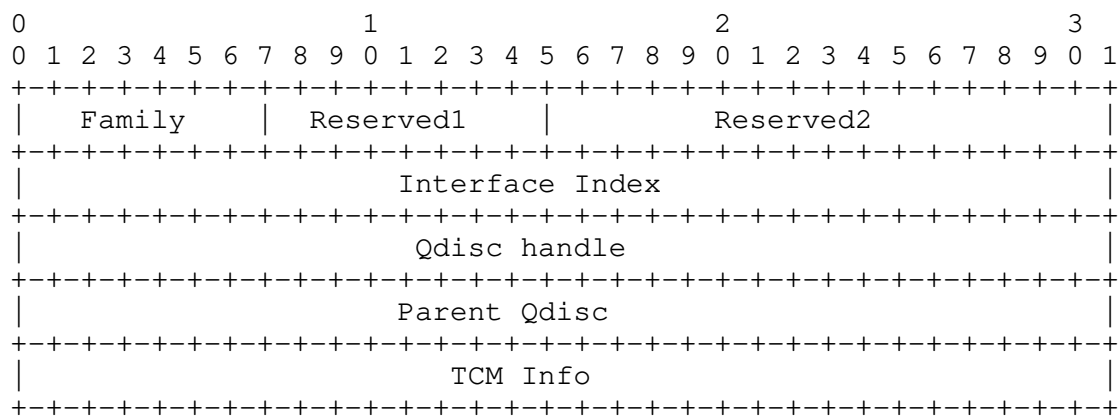 0                   1                   2                   3
0 1 2 3 4 5 6 7 8 9 0 1 2 3 4 5 6 7 8 9 0 1 2 3 4 5 6 7 8 9 0 1
+-+-+-+-+-+-+-+-+-+-+-+-+-+-+-+-+-+-+-+-+-+-+-+-+-+-+-+-+-+-+-+
|   Family    |  Reserved1    |         Reserved2             |
+-+-+-+-+-+-+-+-+-+-+-+-+-+-+-+-+-+-+-+-+-+-+-+-+-+-+-+-+-+-+-+
|                     Interface Index                         |
+-+-+-+-+-+-+-+-+-+-+-+-+-+-+-+-+-+-+-+-+-+-+-+-+-+-+-+-+-+-+-+
|                      Qdisc handle                           |
+-+-+-+-+-+-+-+-+-+-+-+-+-+-+-+-+-+-+-+-+-+-+-+-+-+-+-+-+-+-+-+
|                     Parent Qdisc                            |
+-+-+-+-+-+-+-+-+-+-+-+-+-+-+-+-+-+-+-+-+-+-+-+-+-+-+-+-+-+-+-+
|                        TCM Info                             |
+-+-+-+-+-+-+-+-+-+-+-+-+-+-+-+-+-+-+-+-+-+-+-+-+-+-+-+-+-+-+-+